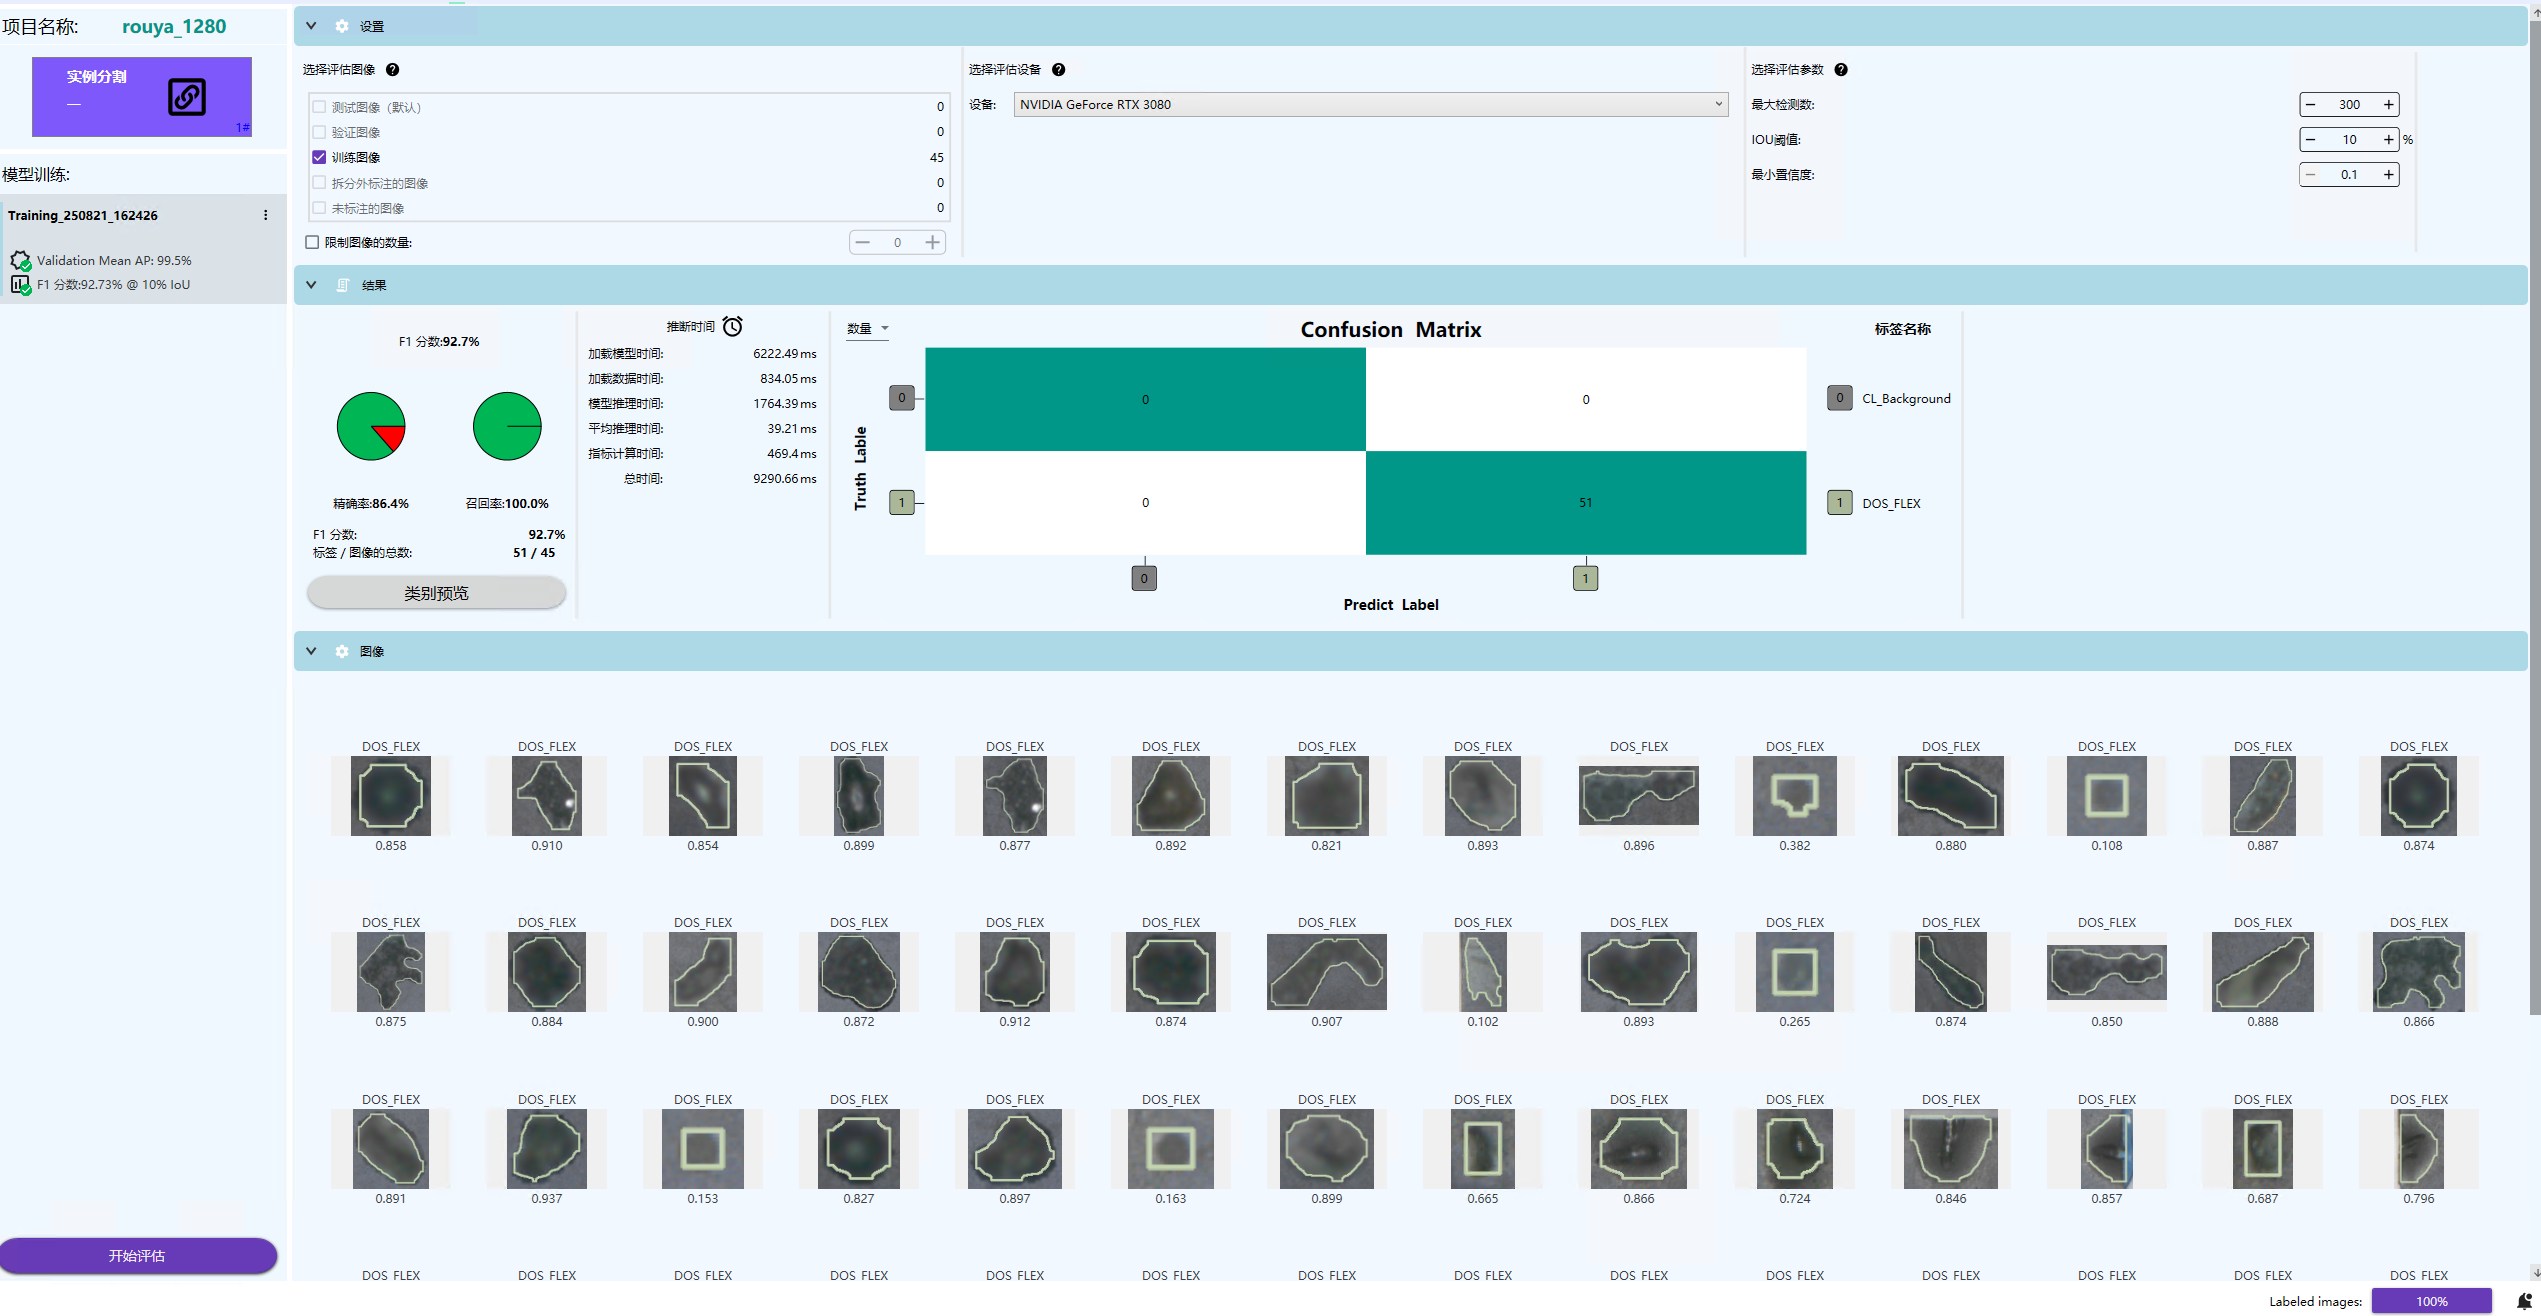 项目名称: rouya_1280
实例分割
—
1#
模型训练:
Training_250821_162426
Validation Mean AP: 99.5%
F1 分数:92.73% @ 10% IoU
开始评估
设置
选择评估图像
测试图像（默认） 0
验证图像 0
训练图像 45
拆分外标注的图像 0
未标注的图像 0
限制图像的数量: 0
选择评估设备
设备: NVIDIA GeForce RTX 3080
选择评估参数
最大检测数: 300
IOU阈值: 10 %
最小置信度: 0.1
结果
F1 分数:92.7%
精确率:86.4% 召回率:100.0%
F1 分数: 92.7%
标签 / 图像的总数: 51 / 45
类别预览
推断时间
加载模型时间: 6222.49 ms
加载数据时间: 834.05 ms
模型推理时间: 1764.39 ms
平均推理时间: 39.21 ms
指标计算时间: 469.4 ms
总时间: 9290.66 ms
数量
Confusion Matrix
Truth Lable
0 0 0
1 0 51
0 1
Predict Label
标签名称
0 CL_Background
1 DOS_FLEX
图像
DOS_FLEX DOS_FLEX DOS_FLEX DOS_FLEX DOS_FLEX DOS_FLEX DOS_FLEX DOS_FLEX DOS_FLEX DOS_FLEX DOS_FLEX DOS_FLEX DOS_FLEX DOS_FLEX
0.858 0.910 0.854 0.899 0.877 0.892 0.821 0.893 0.896 0.382 0.880 0.108 0.887 0.874
DOS_FLEX DOS_FLEX DOS_FLEX DOS_FLEX DOS_FLEX DOS_FLEX DOS_FLEX DOS_FLEX DOS_FLEX DOS_FLEX DOS_FLEX DOS_FLEX DOS_FLEX DOS_FLEX
0.875 0.884 0.900 0.872 0.912 0.874 0.907 0.102 0.893 0.265 0.874 0.850 0.888 0.866
DOS_FLEX DOS_FLEX DOS_FLEX DOS_FLEX DOS_FLEX DOS_FLEX DOS_FLEX DOS_FLEX DOS_FLEX DOS_FLEX DOS_FLEX DOS_FLEX DOS_FLEX DOS_FLEX
0.891 0.937 0.153 0.827 0.897 0.163 0.899 0.665 0.866 0.724 0.846 0.857 0.687 0.796
DOS_FLEX DOS_FLEX DOS_FLEX DOS_FLEX DOS_FLEX DOS_FLEX DOS_FLEX DOS_FLEX DOS_FLEX DOS_FLEX DOS_FLEX DOS_FLEX DOS_FLEX DOS_FLEX
Labeled images: 100%